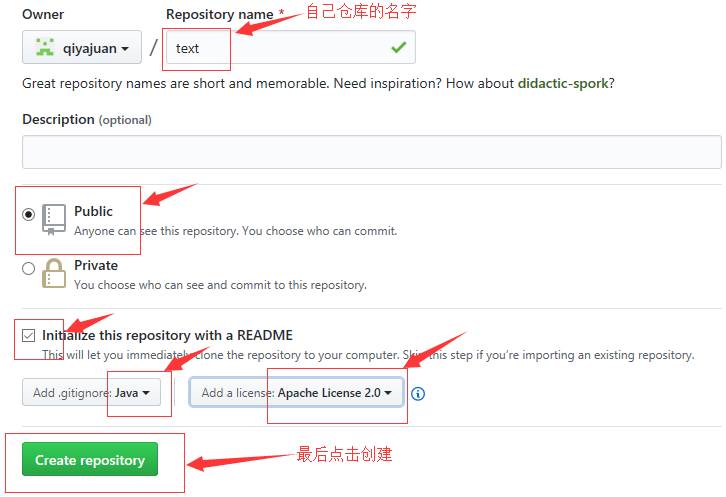 Owner
Repository name * 自己仓库的名字
qiyajuan / text
Great repository names are short and memorable. Need inspiration? How about didactic-spork?
Description (optional)
Public
Anyone can see this repository. You choose who can commit.
Private
You choose who can see and commit to this repository.
Initialize this repository with a README
This will let you immediately clone the repository to your computer. Skip this step if you're importing an existing repository.
Add .gitignore: Java Add a license: Apache License 2.0
Create repository 最后点击创建